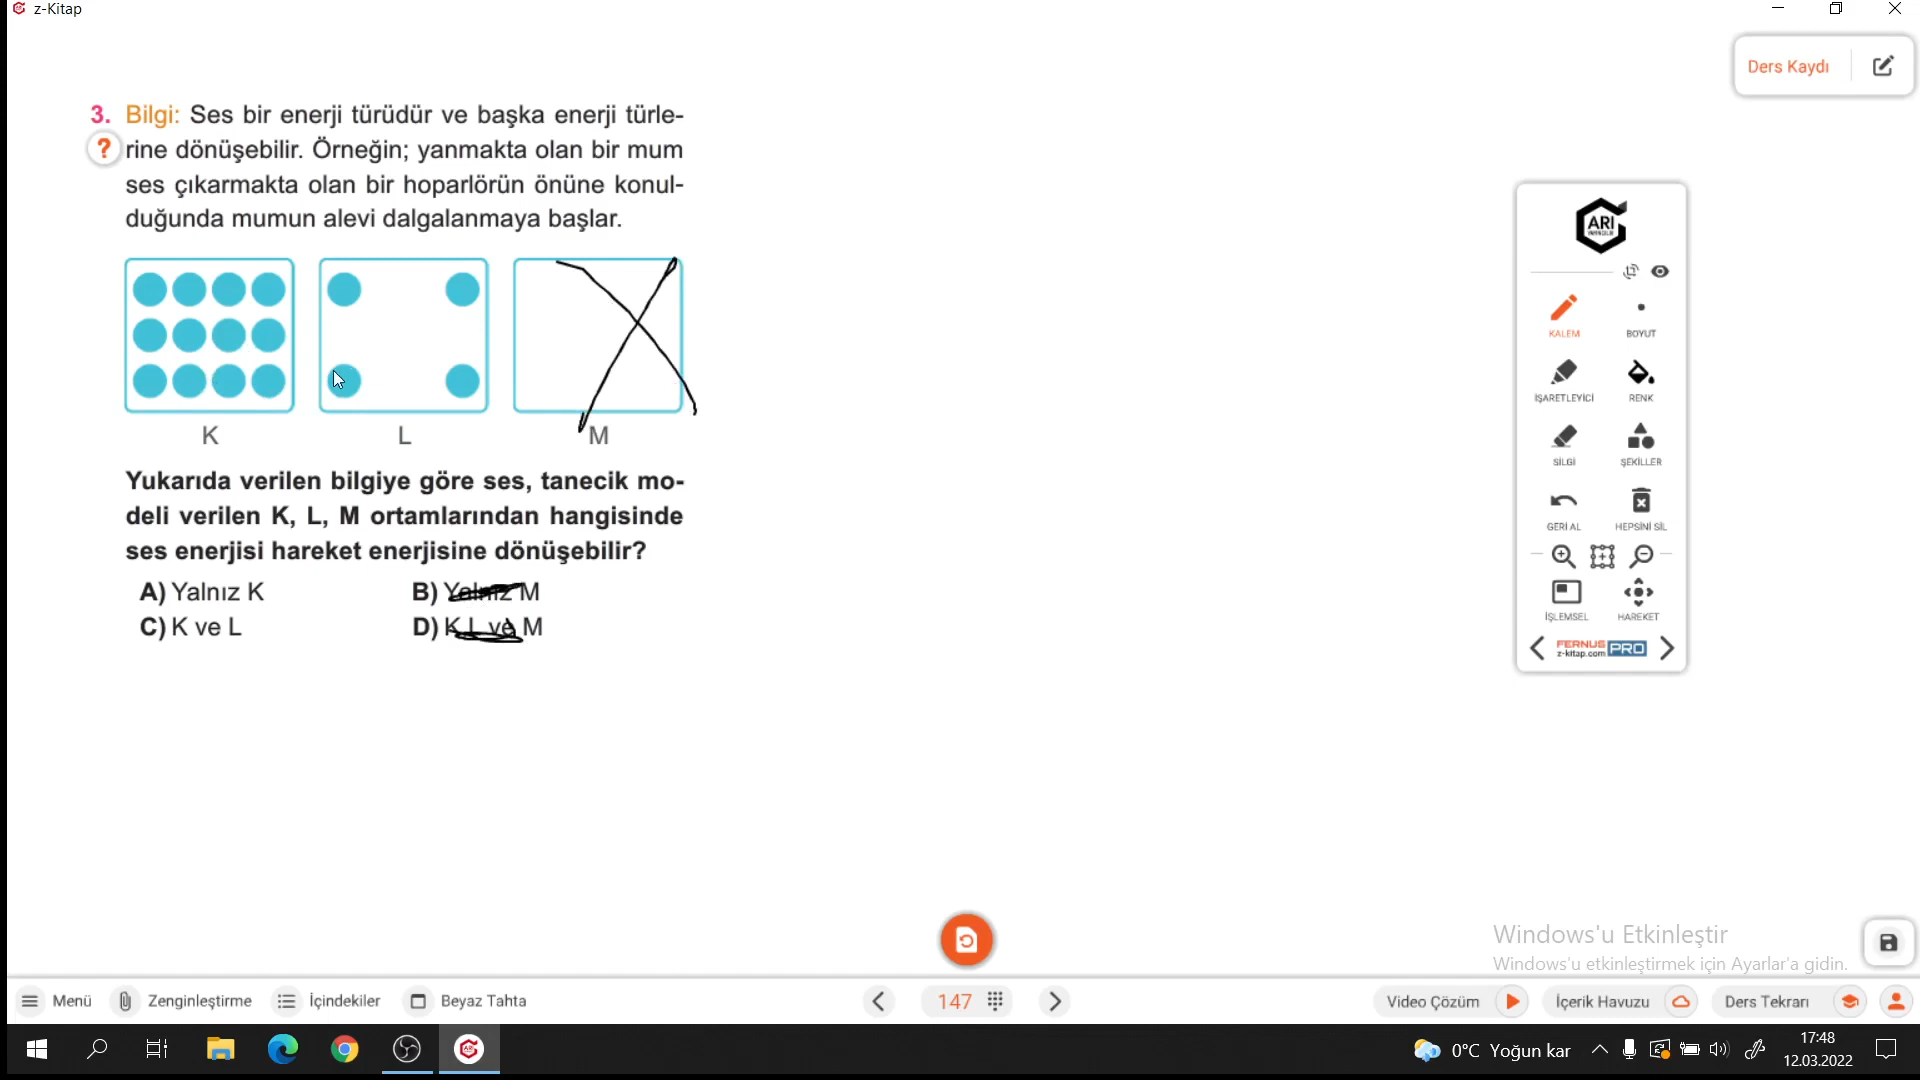 z-Kitap
Ders Kaydı
3. Bilgi: Ses bir enerji türüdür ve başka enerji türle-
? rine dönüşebilir. Örneğin; yanmakta olan bir mum
ses çıkarmakta olan bir hoparlörün önüne konul-
duğunda mumun alevi dalgalanmaya başlar.
K L M
Yukarıda verilen bilgiye göre ses, tanecik mo-
deli verilen K, L, M ortamlarından hangisinde
ses enerjisi hareket enerjisine dönüşebilir?
A) Yalnız K B) Yalnız M
C) K ve L D) K L ve M
ARI
YAYINCILIK
KALEM BOYUT
İŞARETLEYİCİ RENK
SİLGİ ŞEKİLLER
GERİ AL HEPSİNİ SİL
İŞLEMSEL HAREKET
FERNUS PRO
z-kitap.com
Windows'u Etkinleştir
Windows'u etkinleştirmek için Ayarlar'a gidin.
Menü Zenginleştirme İçindekiler Beyaz Tahta 147 Video Çözüm İçerik Havuzu Ders Tekrarı
0°C Yoğun kar 17:48
12.03.2022